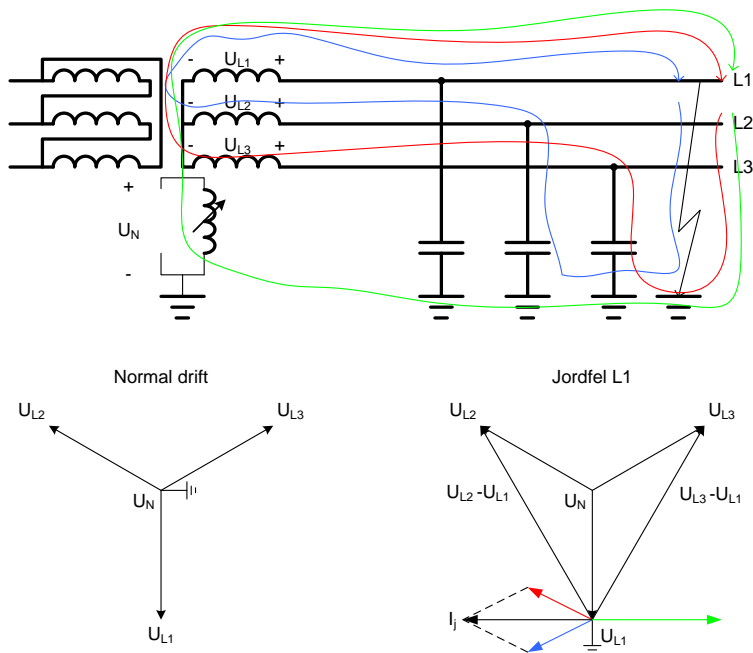 - U_L1 +
L1
- U_L2 +
L2
- U_L3 +
L3
+
U_N
-
Normal drift
Jordfel L1
U_L2
U_L3
U_N
U_L1
U_L2
U_L3
U_L2 -U_L1
U_N
U_L3 -U_L1
I_j
U_L1